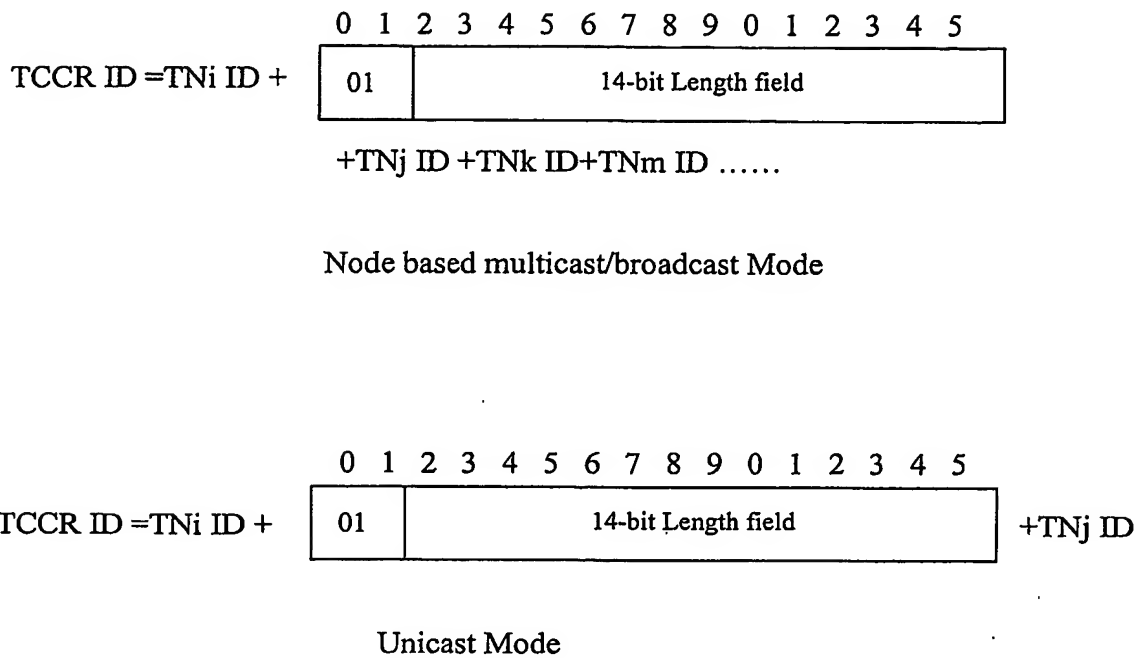 0 1 2 3 4 5 6 7 8 9 0 1 2 3 4 5
TCCR ID =TNi ID + 01 14-bit Length field
+TNj ID +TNk ID+TNm ID ......
Node based multicast/broadcast Mode
0 1 2 3 4 5 6 7 8 9 0 1 2 3 4 5
TCCR ID =TNi ID + 01 14-bit Length field +TNj ID
Unicast Mode